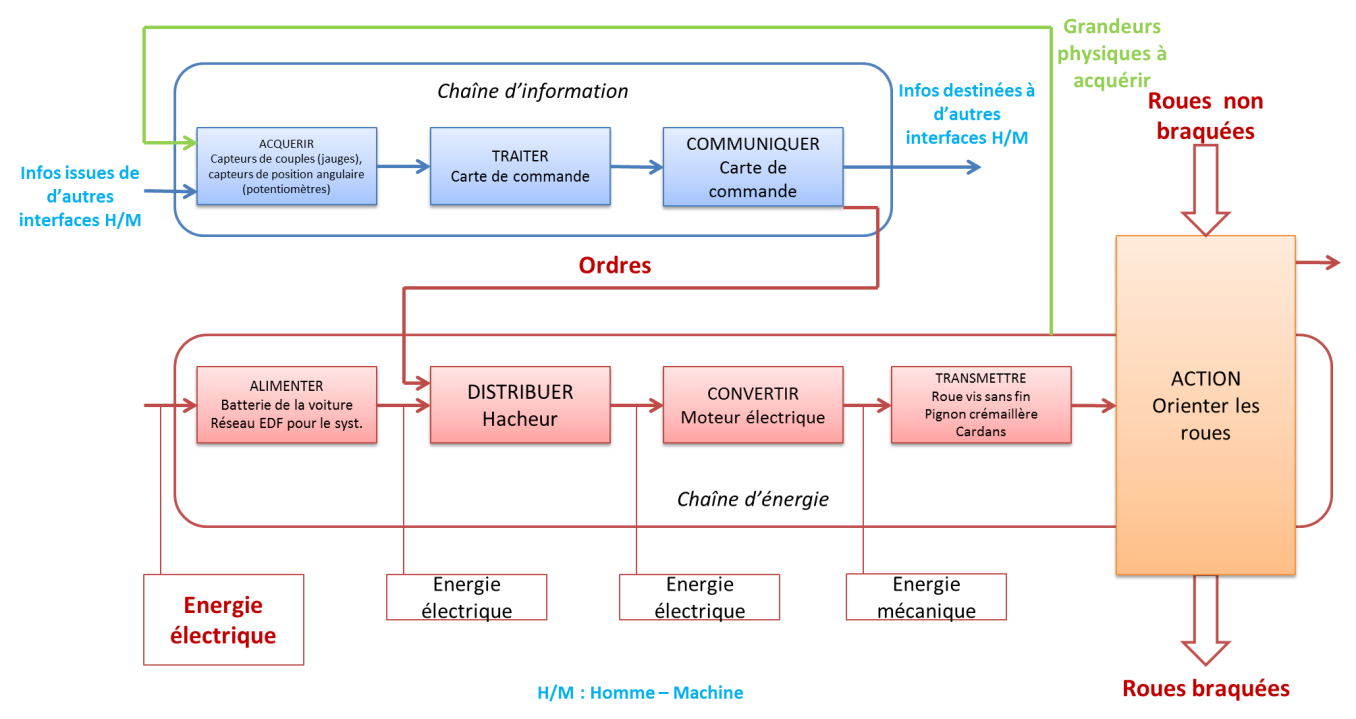 Grandeurs
physiques à
acquérir
Chaîne d’information
Infos destinées à
d’autres
interfaces H/M
Roues non
braquées
ACQUERIR
Capteurs de couples (jauges),
capteurs de position angulaire
(potentiomètres)
TRAITER
Carte de commande
COMMUNIQUER
Carte de
commande
Infos issues de
d’autres
interfaces H/M
Ordres
ALIMENTER
Batterie de la voiture
Réseau EDF pour le syst.
DISTRIBUER
Hacheur
CONVERTIR
Moteur électrique
TRANSMETTRE
Roue vis sans fin
Pignon crémaillère
Cardans
ACTION
Orienter les
roues
Chaîne d’énergie
Energie
électrique
Energie
électrique
Energie
électrique
Energie
mécanique
Roues braquées
H/M : Homme – Machine